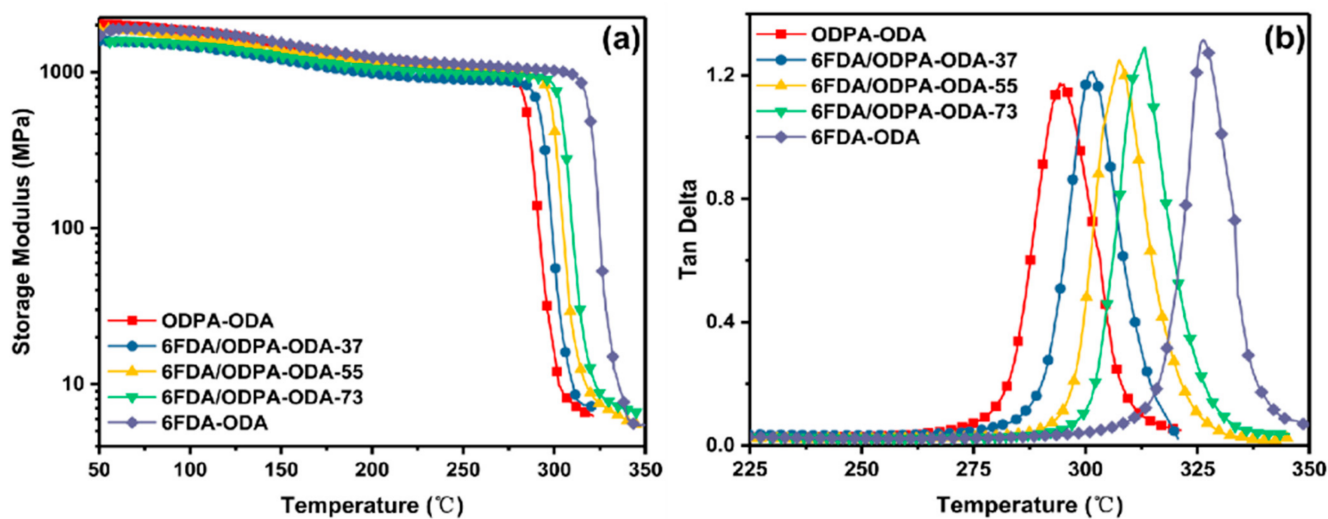 (a)
1000
100
10
Storage Modulus (MPa)
ODPA-ODA
6FDA/ODPA-ODA-37
6FDA/ODPA-ODA-55
6FDA/ODPA-ODA-73
6FDA-ODA
50 100 150 200 250 300 350
Temperature (℃)
(b)
ODPA-ODA
6FDA/ODPA-ODA-37
6FDA/ODPA-ODA-55
6FDA/ODPA-ODA-73
6FDA-ODA
1.2
0.8
0.4
0.0
Tan Delta
225 250 275 300 325 350
Temperature (℃)